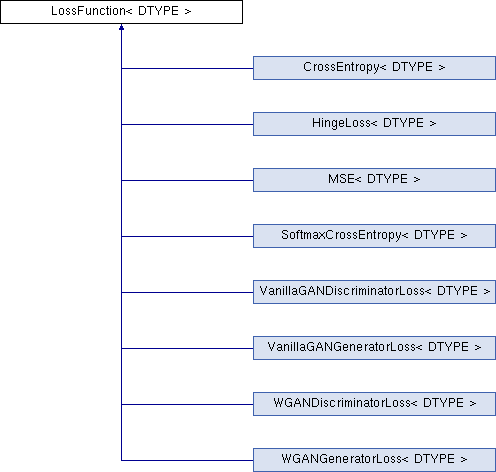 LossFunction< DTYPE >
CrossEntropy< DTYPE >
HingeLoss< DTYPE >
MSE< DTYPE >
SoftmaxCrossEntropy< DTYPE >
VanillaGANDiscriminatorLoss< DTYPE >
VanillaGANGeneratorLoss< DTYPE >
WGANDiscriminatorLoss< DTYPE >
WGANGeneratorLoss< DTYPE >